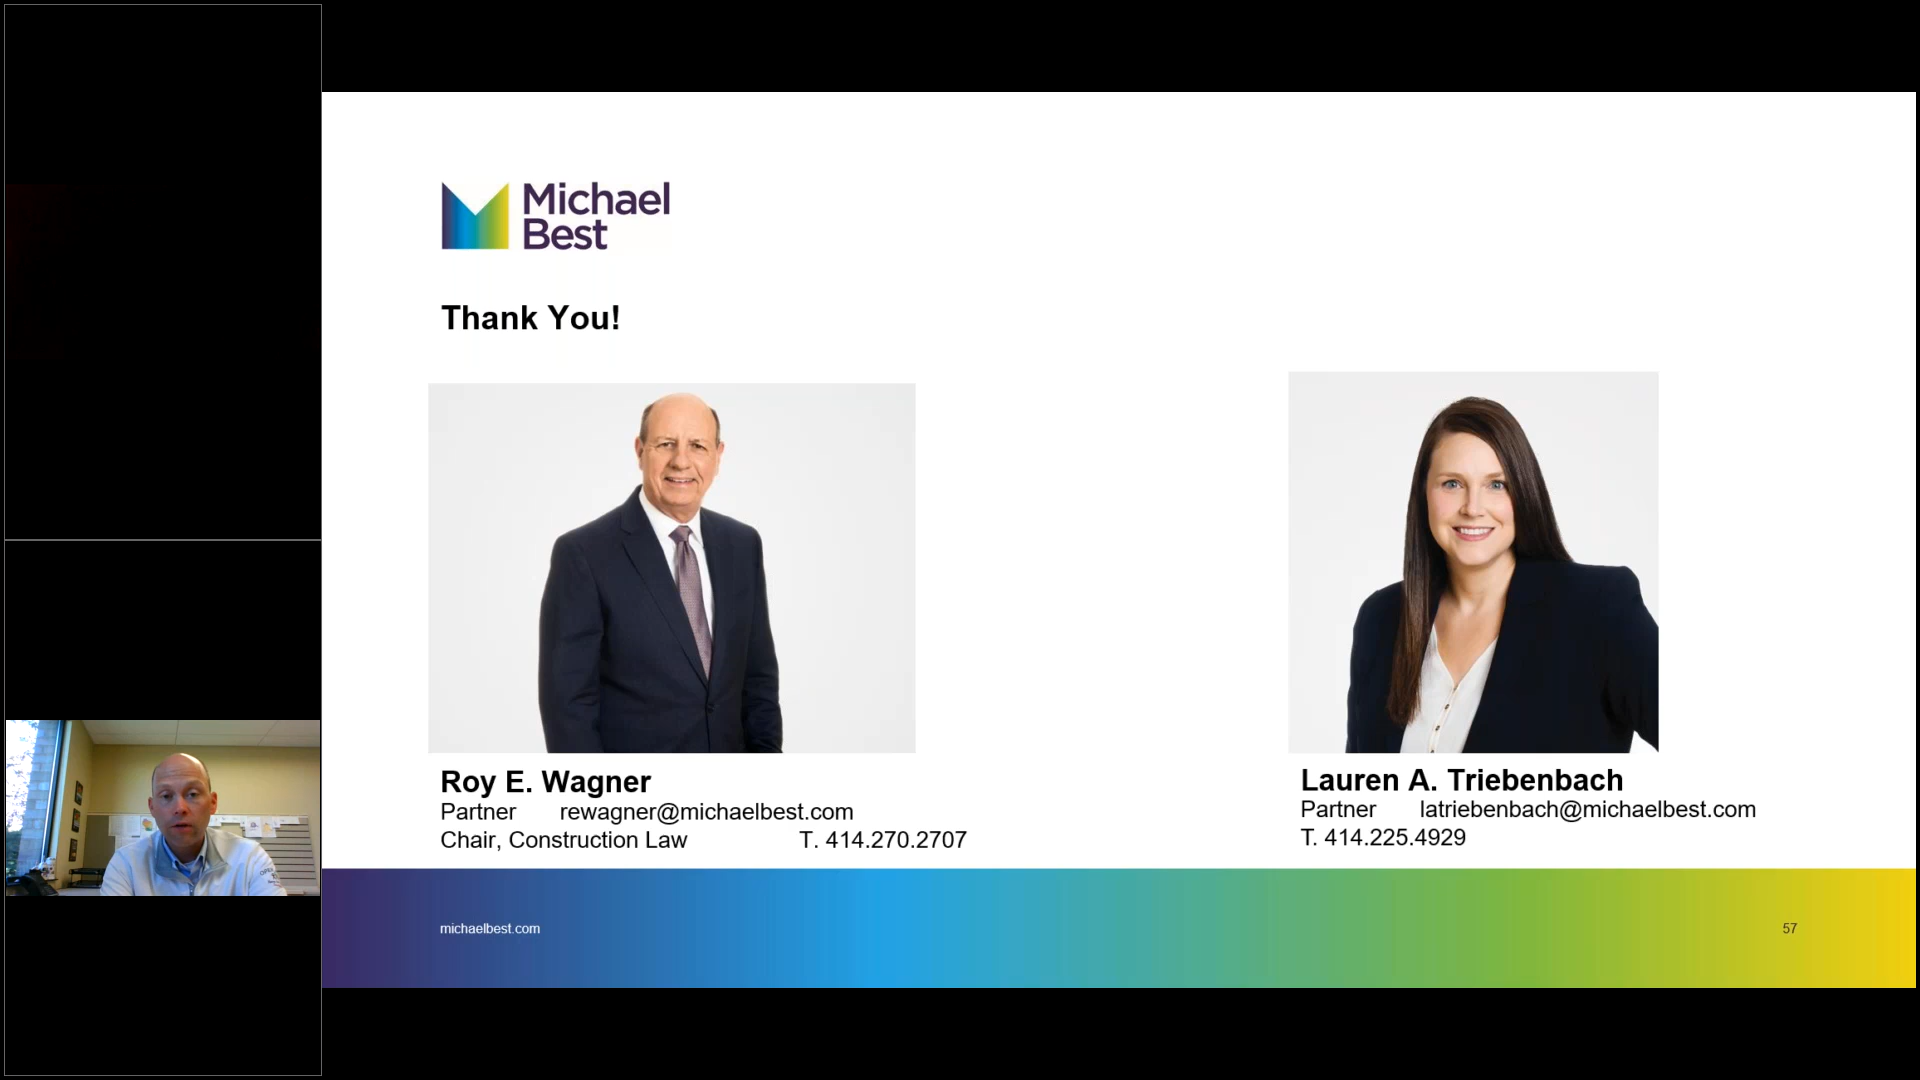 Michael
Best
Thank You!
Roy E. Wagner
Partner rewagner@michaelbest.com
Chair, Construction Law T. 414.270.2707
Lauren A. Triebenbach
Partner latriebenbach@michaelbest.com
T. 414.225.4929
michaelbest.com
57